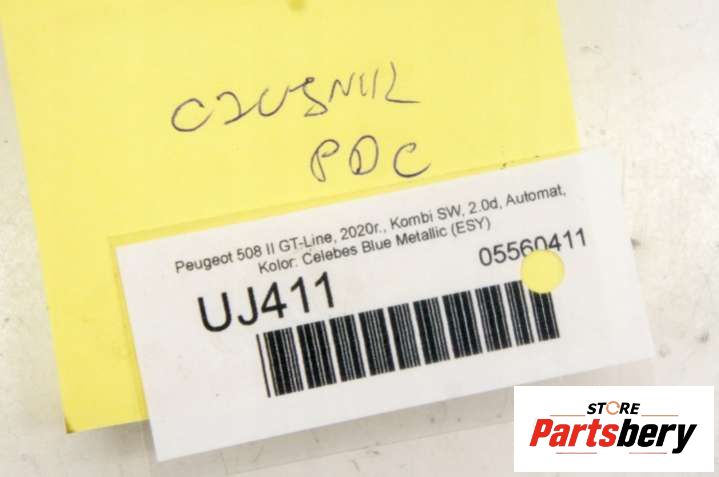 CZUJNIK
PDC
Peugeot 508 II GT-Line, 2020r., Kombi SW, 2.0d, Automat,
Kolor: Celebes Blue Metallic (ESY)
UJ411 05560411
STORE
Partsbery